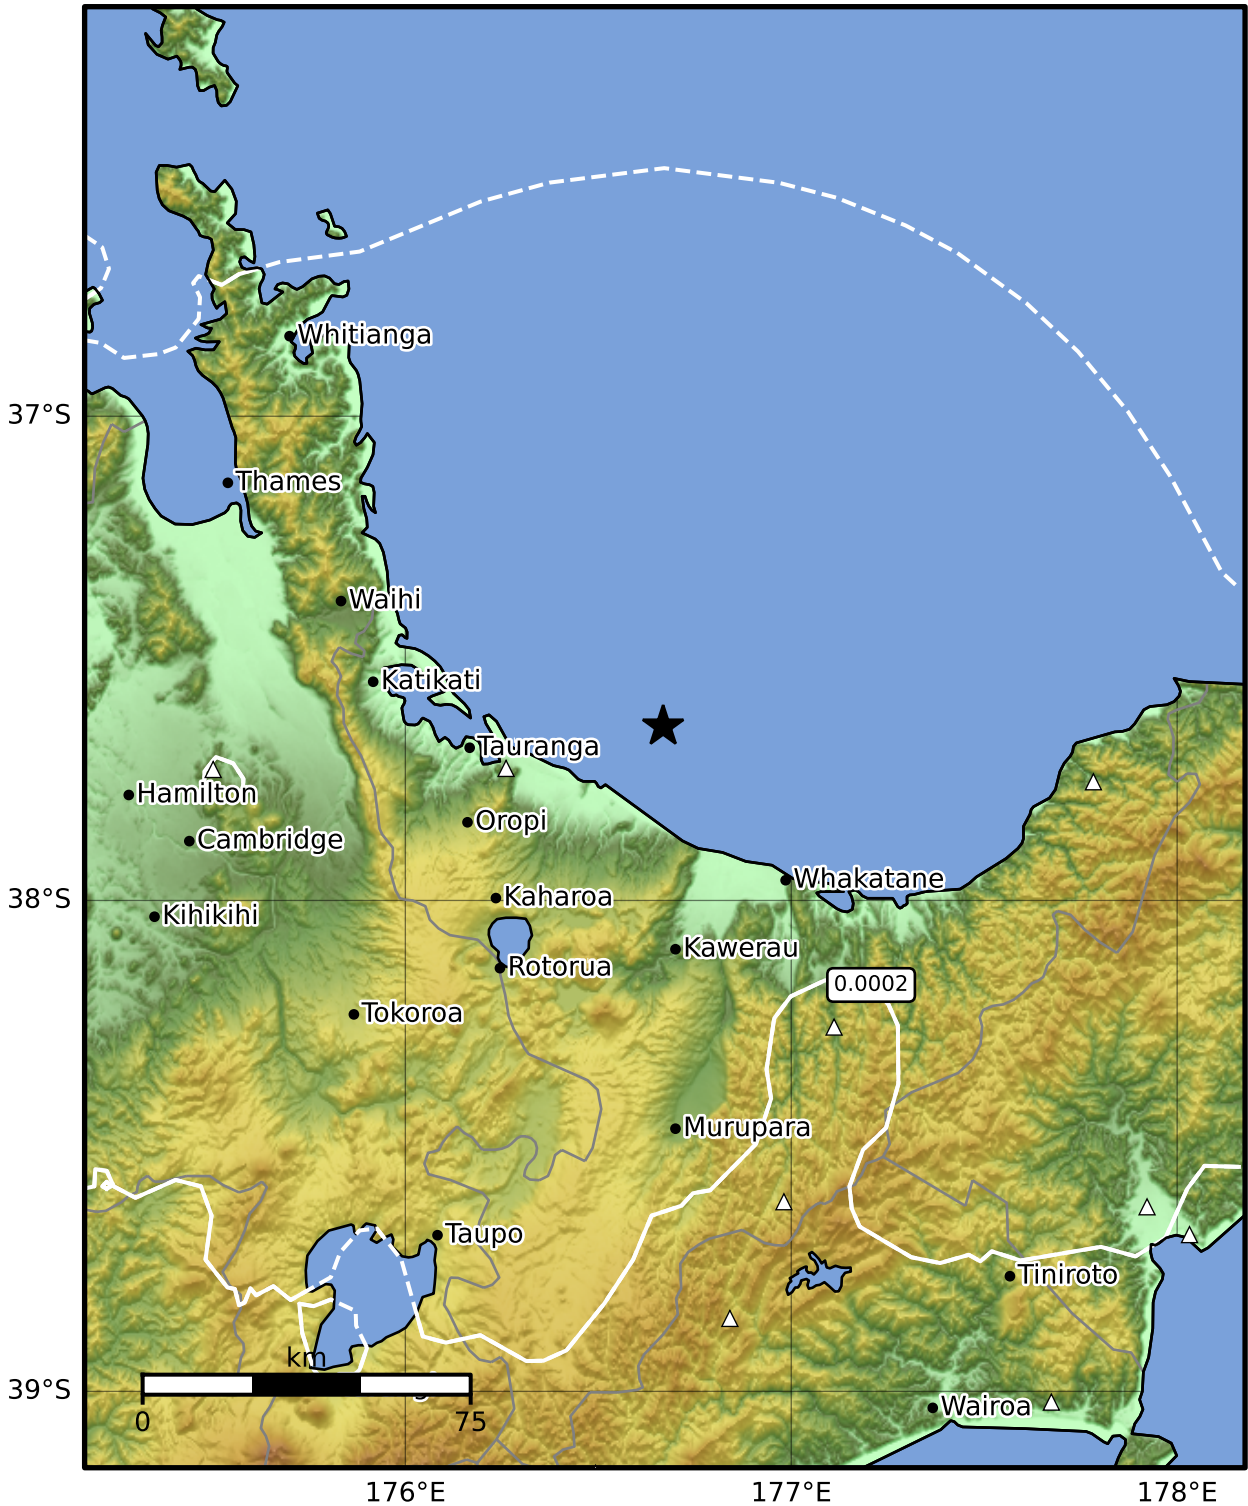 Whitianga
37°S
Thames
Waihi
Katikati
Tauranga
Hamilton
Oropi
Cambridge
Whakatane
Kaharoa
38°S
Kihikihi
Kawerau
Rotorua
0.0002
Tokoroa
Murupara
Taupo
Tiniroto
km
39°S
Wairoa
0
75
176°E
177°E
178°E